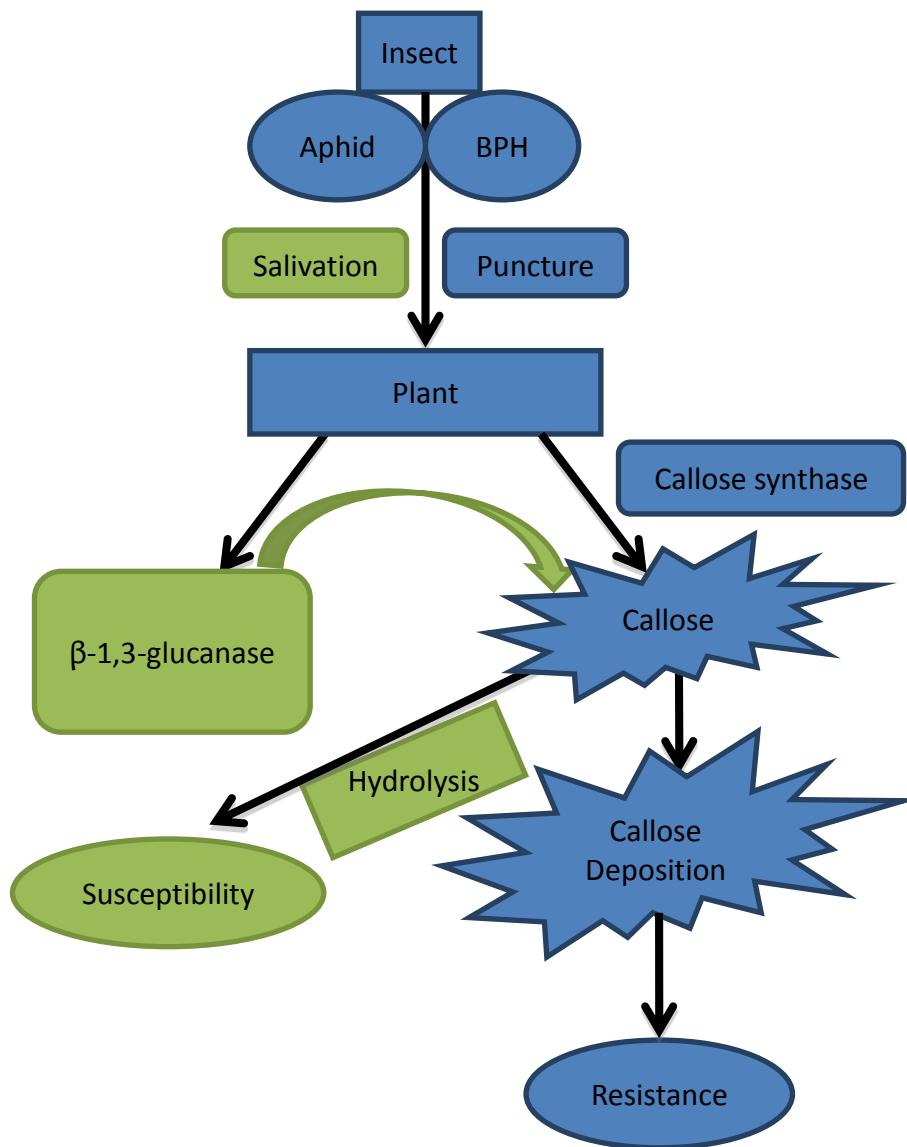 Insect
Aphid
BPH
Salivation
Puncture
Plant
Callose synthase
Callose
β-1,3-glucanase
Hydrolysis
Callose
Deposition
Susceptibility
Resistance